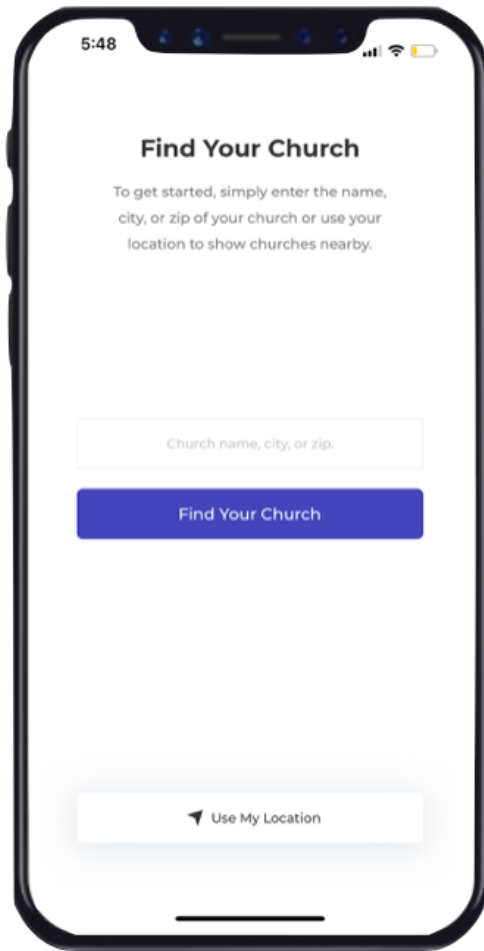 5:48
Find Your Church
To get started, simply enter the name,
city, or zip of your church or use your
location to show churches nearby.
Church name, city, or zip.
Find Your Church
Use My Location